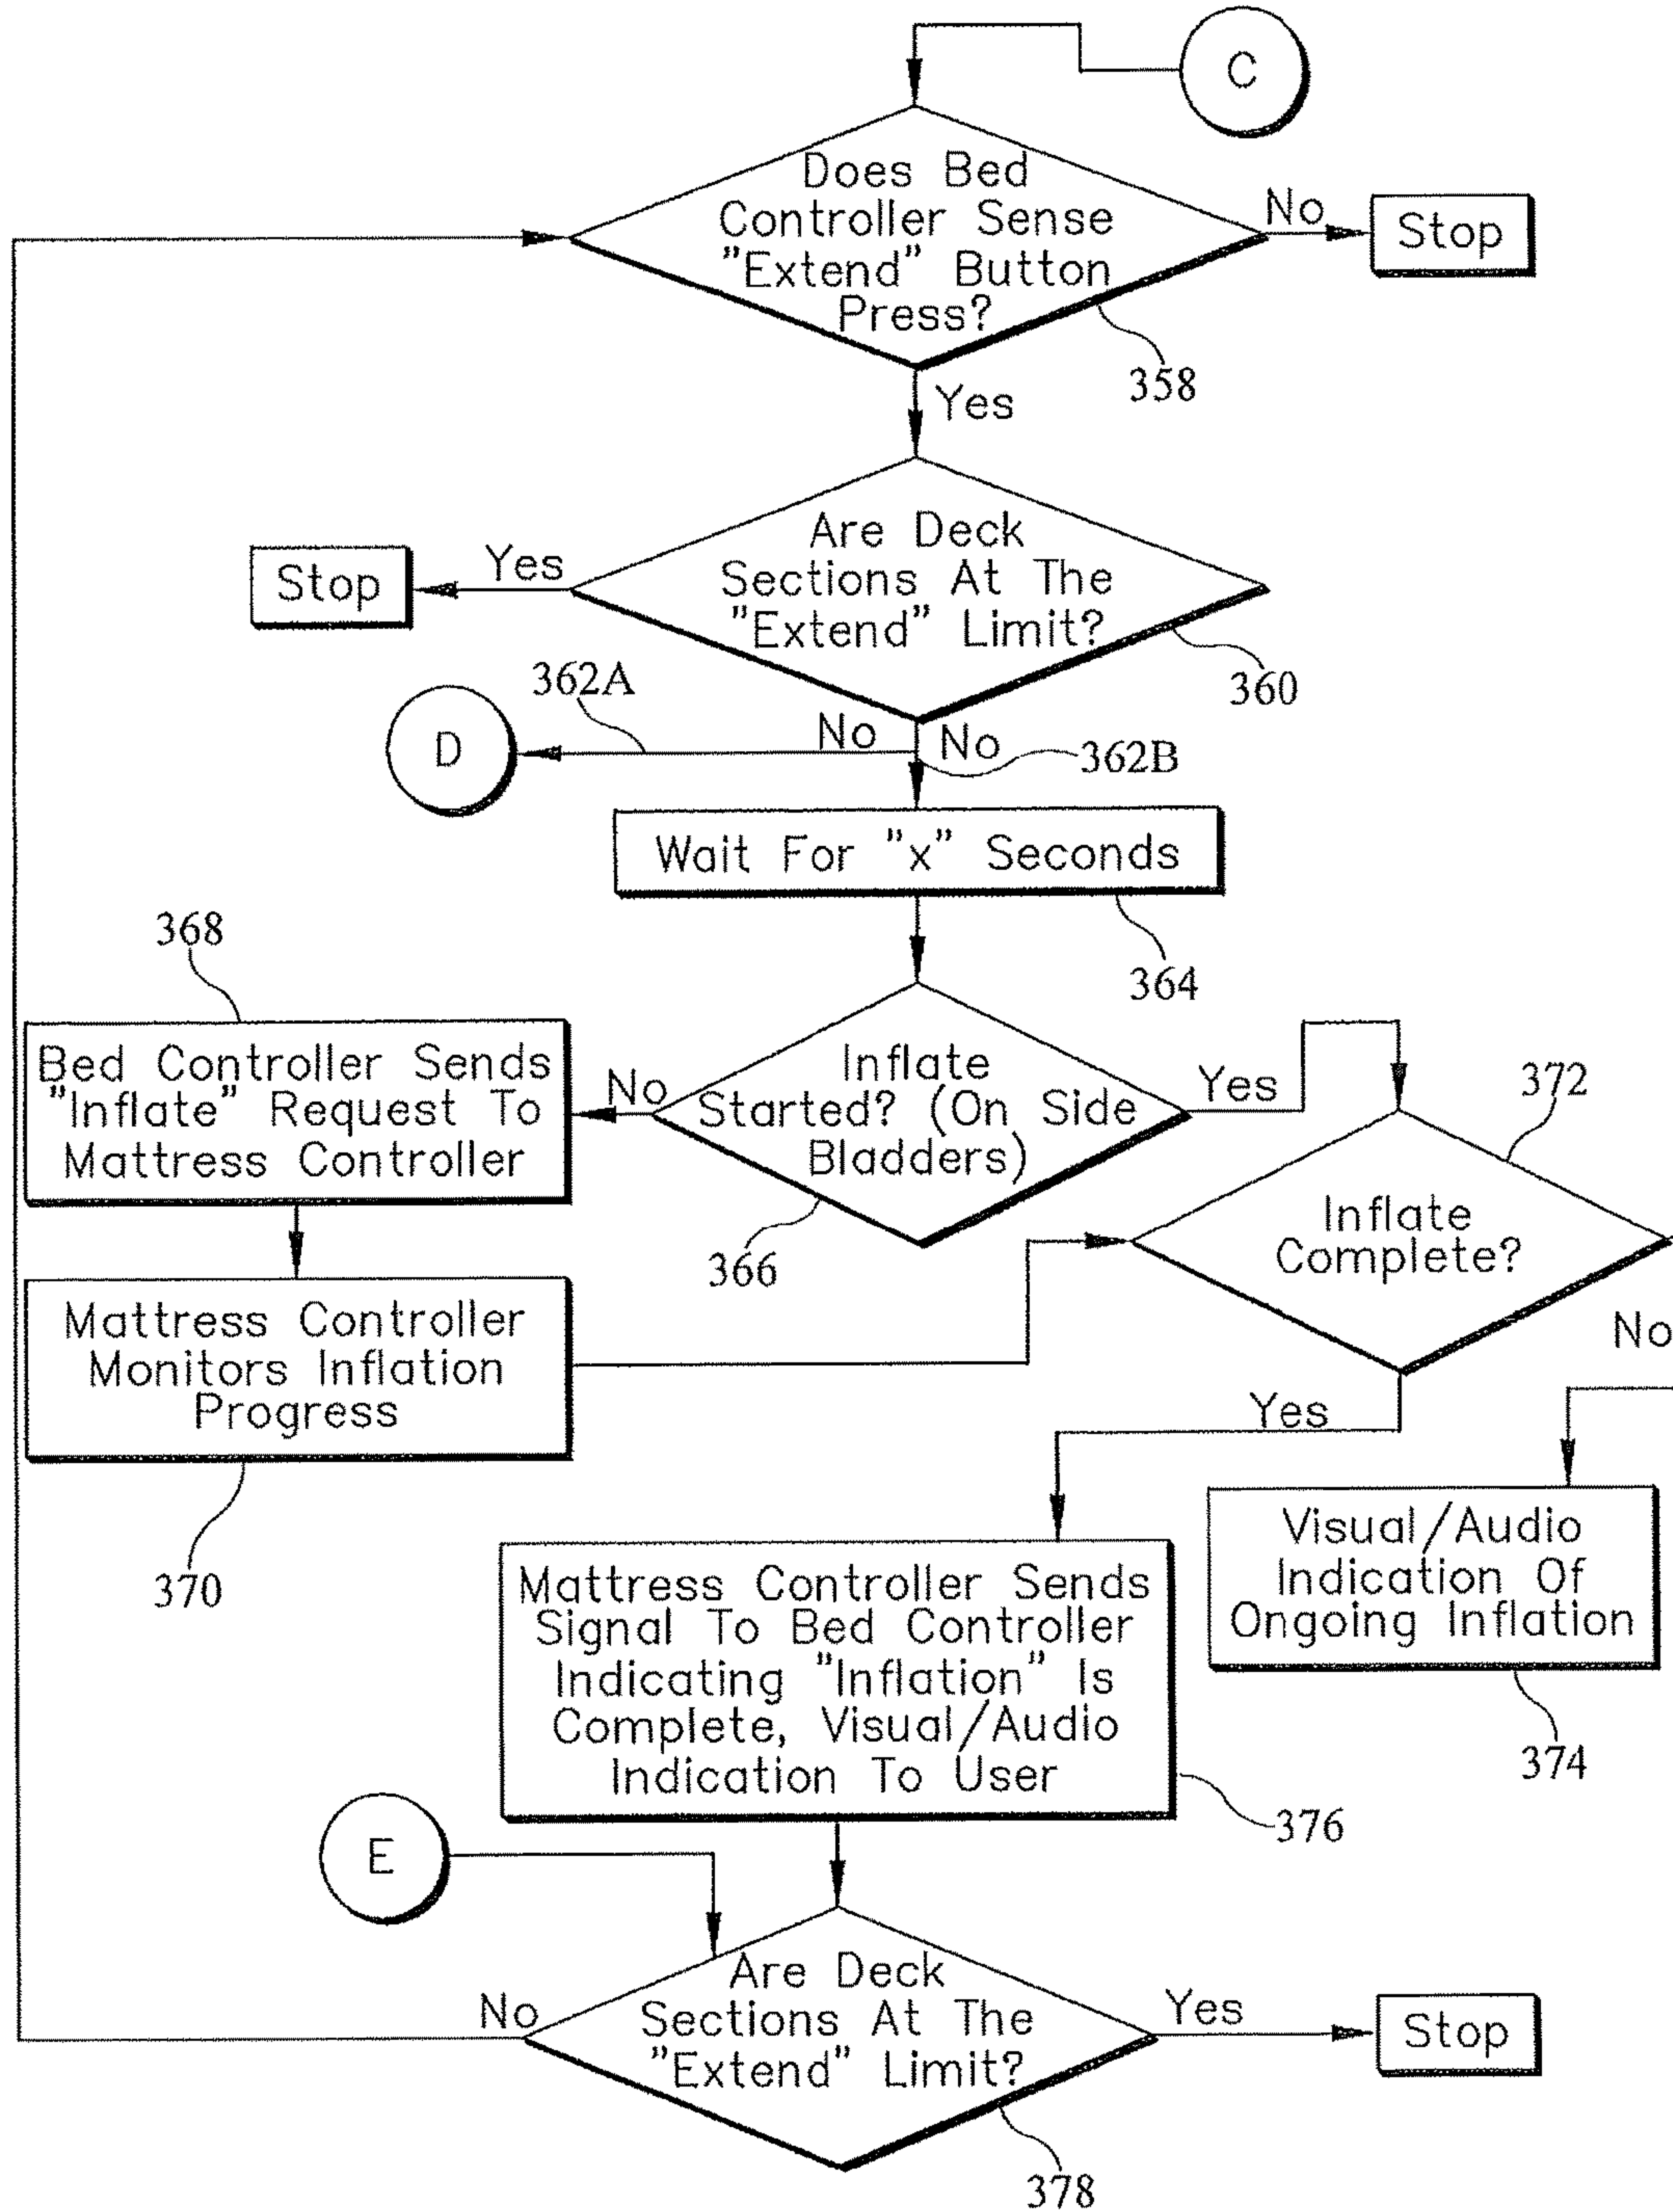 C
Does Bed
Controller Sense
"Extend" Button
Press?
No
Stop
358
Yes
Are Deck
Sections At The
"Extend" Limit?
Yes
Stop
360
362A
No
No
D
362B
Wait For "x" Seconds
364
368
Bed Controller Sends
"Inflate" Request To
Mattress Controller
No
Inflate
Started? (On Side
Bladders)
Yes
366
372
Inflate
Complete?
No
Mattress Controller
Monitors Inflation
Progress
370
Yes
Visual/Audio
Indication Of
Ongoing Inflation
374
Mattress Controller Sends
Signal To Bed Controller
Indicating "Inflation" Is
Complete, Visual/Audio
Indication To User
376
E
Are Deck
Sections At The
"Extend" Limit?
No
Yes
Stop
378